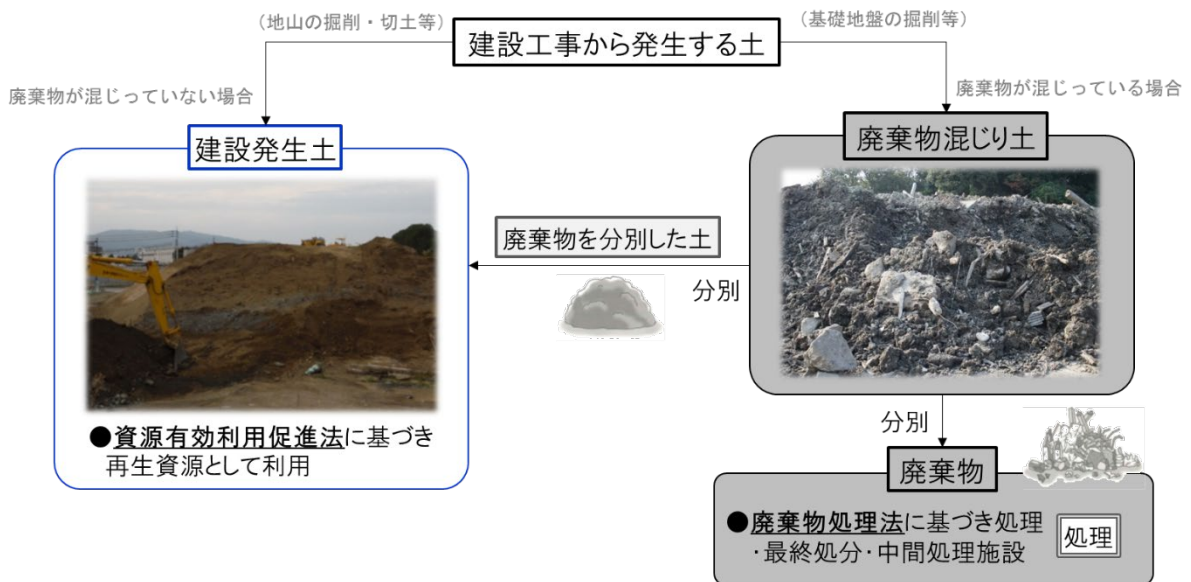 （地山の掘削・切土等）
建設工事から発生する土
（基礎地盤の掘削等）
廃棄物が混じっていない場合
廃棄物が混じっている場合
建設発生土
廃棄物混じり土
廃棄物を分別した土
分別
●資源有効利用促進法に基づき
再生資源として利用
分別
廃棄物
●廃棄物処理法に基づき処理
・最終処分・中間処理施設
処理